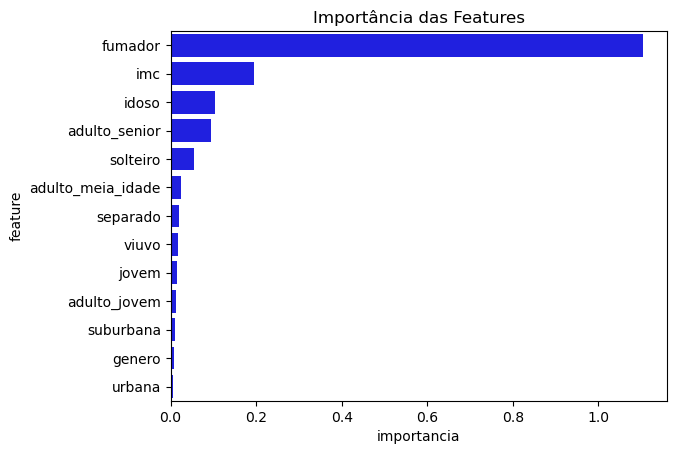 Importância das Features
feature
fumador
imc
idoso
adulto_senior
solteiro
adulto_meia_idade
separado
viuvo
jovem
adulto_jovem
suburbana
genero
urbana
0.0 0.2 0.4 0.6 0.8 1.0
importancia